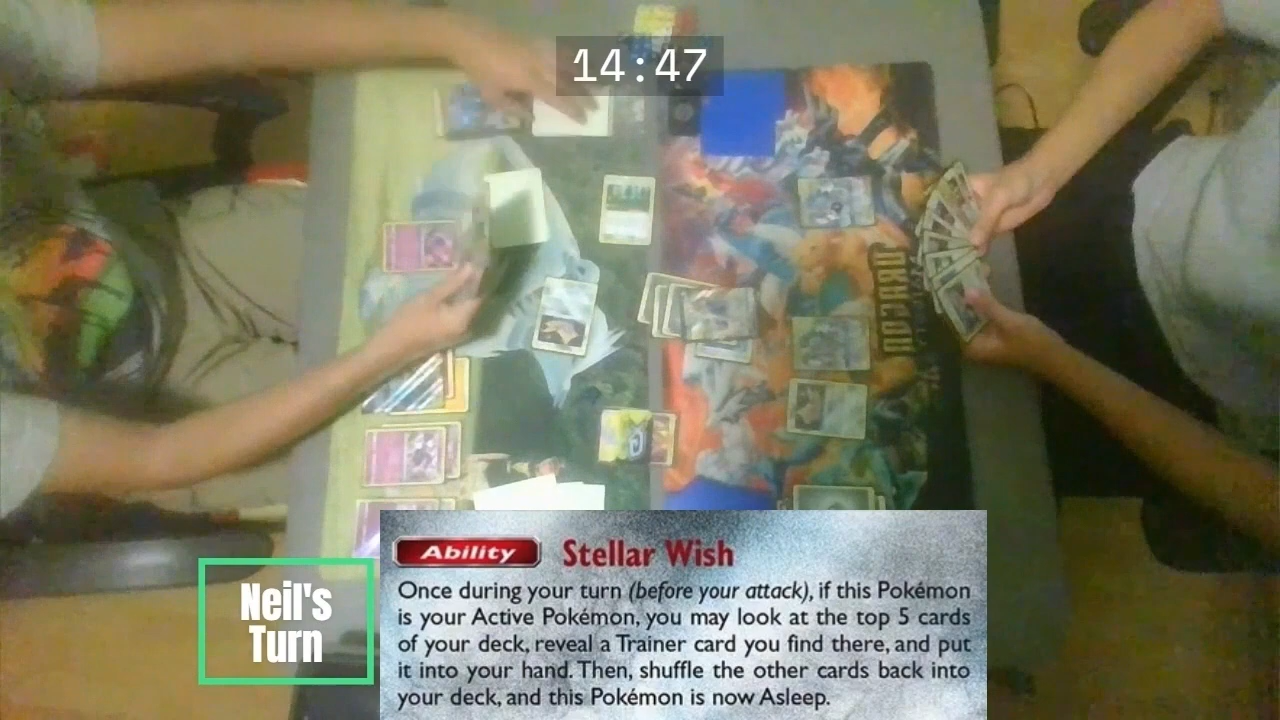 14:47
Neil's
Turn
Ability Stellar Wish
Once during your turn (before your attack), if this Pokémon
is your Active Pokémon, you may look at the top 5 cards
of your deck, reveal a Trainer card you find there, and put
it into your hand. Then, shuffle the other cards back into
your deck, and this Pokémon is now Asleep.